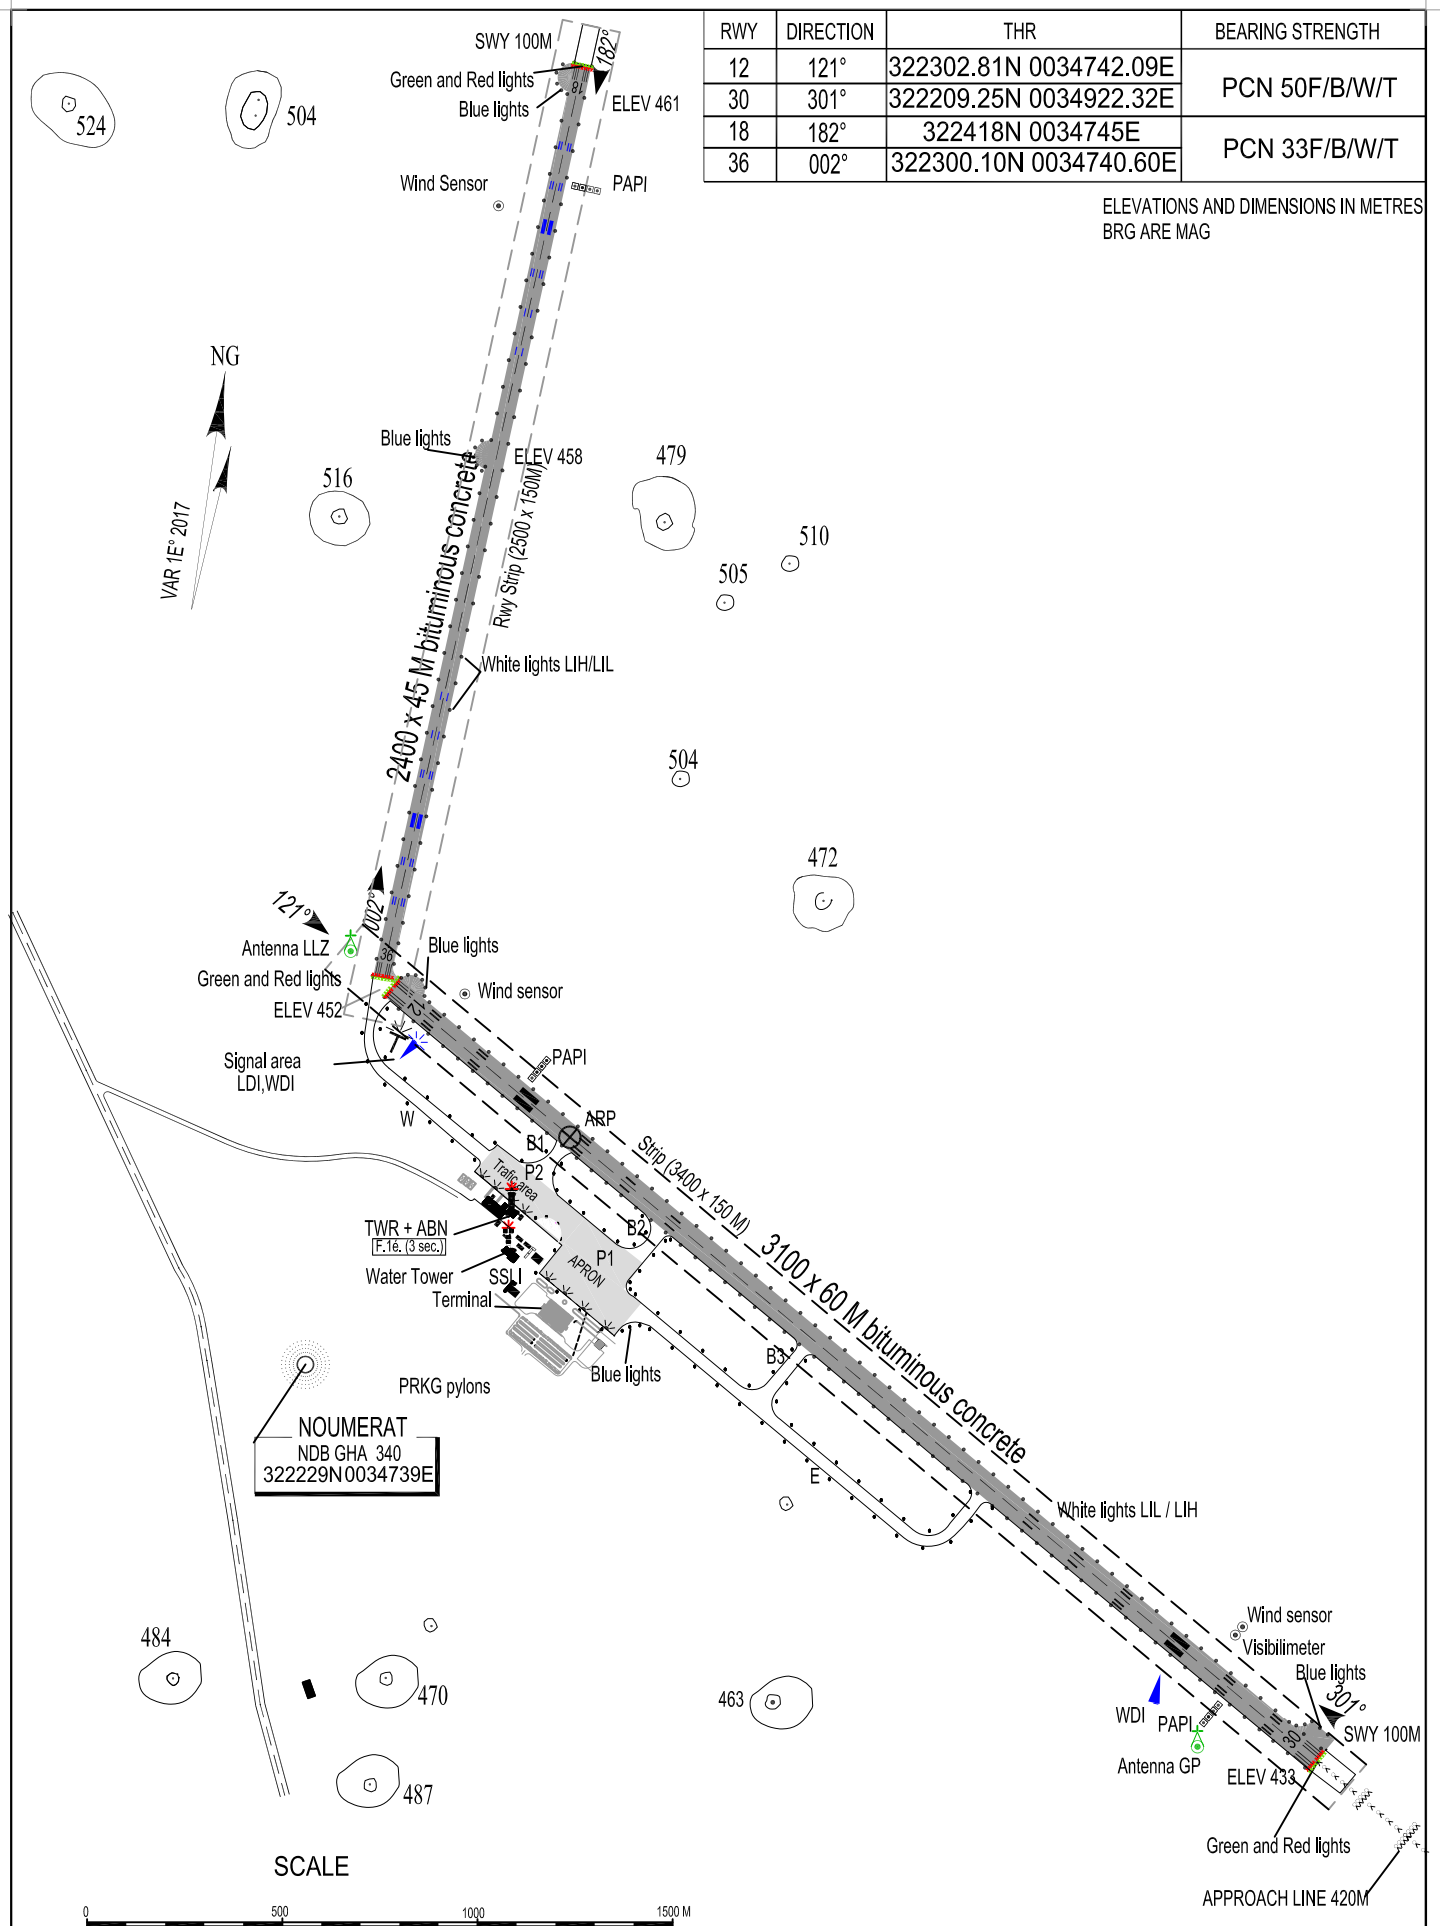 RWY DIRECTION THR BEARING STRENGTH
12 121° 322302.81N 0034742.09E PCN 50F/B/W/T
30 301° 322209.25N 0034922.32E
18 182° 322418N 0034745E PCN 33F/B/W/T
36 002° 322300.10N 0034740.60E
ELEVATIONS AND DIMENSIONS IN METRES
BRG ARE MAG
SWY 100M
182°
Green and Red lights
Blue lights
18
ELEV 461
524
504
Wind Sensor
PAPI
NG
VAR 1E° 2017
Blue lights
ELEV 458
516
479
510
505
2400 x 45 M bituminous concrete
Rwy Strip (2500 x 150M)
White lights LIH/LIL
504
472
121°
002°
Antenna LLZ
36
Blue lights
Green and Red lights
ELEV 452
12
Wind sensor
Signal area
LDI,WDI
PAPI
W
ARP
B1
P2
Trafic area
Strip (3400 x 150 M)
B2
TWR + ABN
F.1é. (3 sec.)
P1
APRON
Water Tower
SSLI
Terminal
3100 x 60 M bituminous concrete
B3
Blue lights
PRKG pylons
NOUMERAT
NDB GHA 340
322229N0034739E
E
White lights LIL / LIH
Wind sensor
Visibilimeter
Blue lights
484
470
463
487
WDI
PAPI
301°
30
SWY 100M
Antenna GP
ELEV 433
Green and Red lights
APPROACH LINE 420M
SCALE
0 500 1000 1500 M